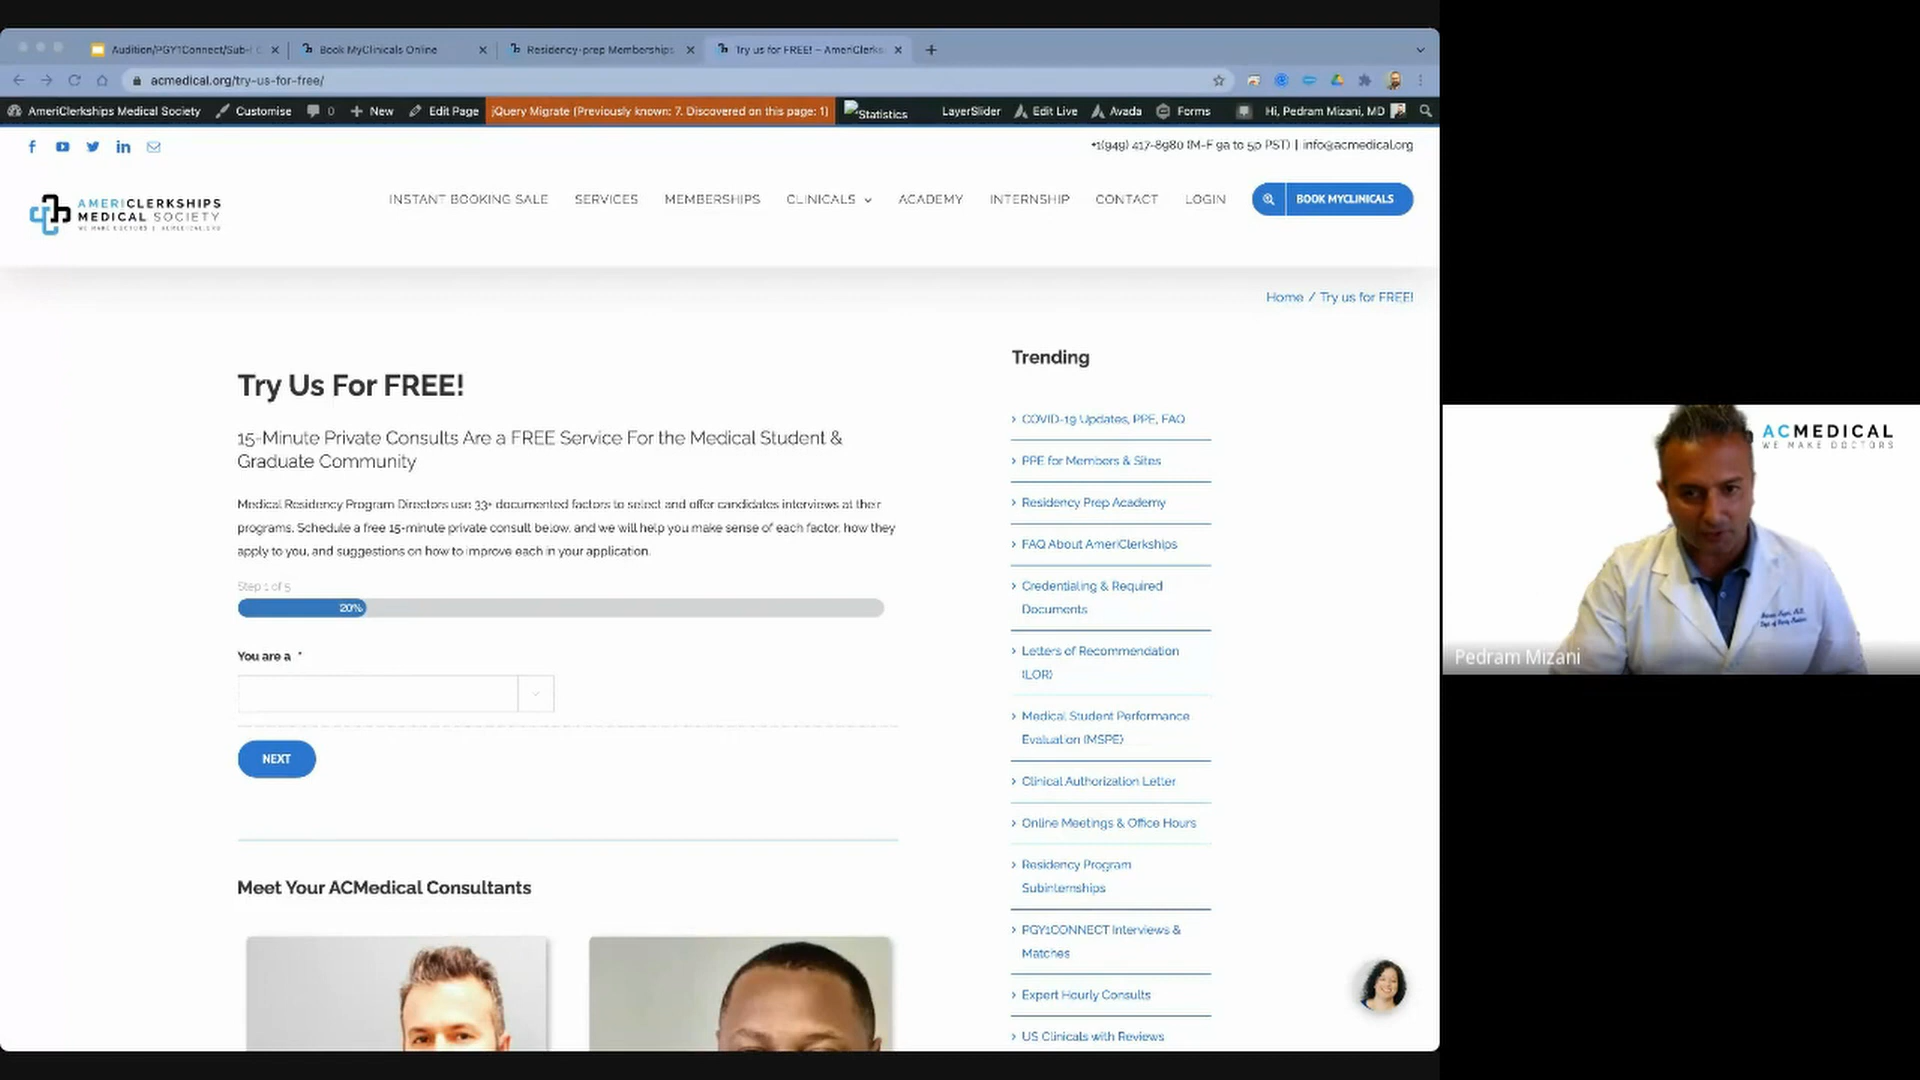 Audition/PGY1Connect/Sub-I
Book MyClinicals Online
Residency-prep Memberships
Try us for FREE! – AmeriClerks
acmedical.org/try-us-for-free/
AmeriClerkships Medical Society
Customise
0
New
Edit Page
jQuery Migrate (Previously known: 7. Discovered on this page: 1)
Statistics
LayerSlider
Edit Live
Avada
Forms
Hi, Pedram Mizani, MD
+1(949) 417-8980 (M-F 9a to 5p PST) | info@acmedical.org
AMERICLERKSHIPS
MEDICAL SOCIETY
WE MAKE DOCTORS | ACMEDICAL.ORG
INSTANT BOOKING SALE
SERVICES
MEMBERSHIPS
CLINICALS
ACADEMY
INTERNSHIP
CONTACT
LOGIN
BOOK MYCLINICALS
Home / Try us for FREE!
Try Us For FREE!
15-Minute Private Consults Are a FREE Service For the Medical Student &
Graduate Community
Medical Residency Program Directors use 33+ documented factors to select and offer candidates interviews at their
programs. Schedule a free 15-minute private consult below, and we will help you make sense of each factor, how they
apply to you, and suggestions on how to improve each in your application.
Step 1 of 5
20%
You are a *
NEXT
Meet Your ACMedical Consultants
Trending
COVID-19 Updates, PPE, FAQ
PPE for Members & Sites
Residency Prep Academy
FAQ About AmeriClerkships
Credentialing & Required
Documents
Letters of Recommendation
(LOR)
Medical Student Performance
Evaluation (MSPE)
Clinical Authorization Letter
Online Meetings & Office Hours
Residency Program
Subinternships
PGY1CONNECT Interviews &
Matches
Expert Hourly Consults
US Clinicals with Reviews
ACMEDICAL
WE MAKE DOCTORS
Pedram Mizani